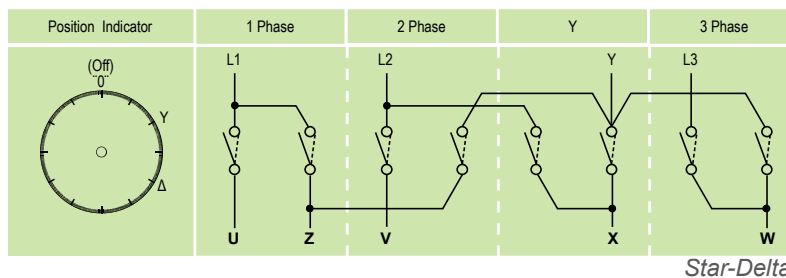 Position Indicator 1 Phase 2 Phase Y 3 Phase
(Off)
"0"
Y
Δ
L1 L2 Y L3
U Z V X W
Star-Delta